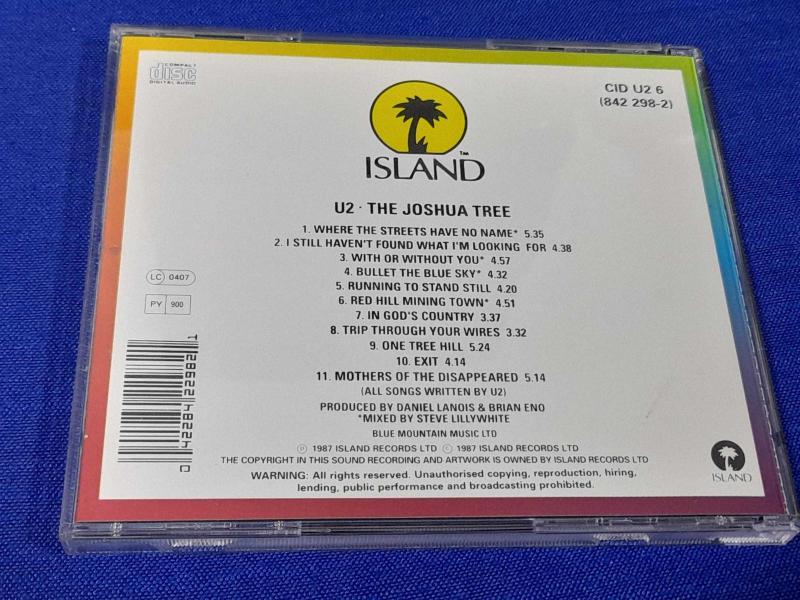 COMPACT
disc
DIGITAL AUDIO
CID U2 6
(842 298-2)
ISLAND™
U2 · THE JOSHUA TREE
1. WHERE THE STREETS HAVE NO NAME* 5.35
2. I STILL HAVEN'T FOUND WHAT I'M LOOKING FOR 4.38
3. WITH OR WITHOUT YOU* 4.57
4. BULLET THE BLUE SKY* 4.32
5. RUNNING TO STAND STILL 4.20
6. RED HILL MINING TOWN* 4.51
7. IN GOD'S COUNTRY 3.37
8. TRIP THROUGH YOUR WIRES 3.32
9. ONE TREE HILL 5.24
10. EXIT 4.14
11. MOTHERS OF THE DISAPPEARED 5.14
(ALL SONGS WRITTEN BY U2)
PRODUCED BY DANIEL LANOIS & BRIAN ENO
*MIXED BY STEVE LILLYWHITE
BLUE MOUNTAIN MUSIC LTD
℗ 1987 ISLAND RECORDS LTD © 1987 ISLAND RECORDS LTD
THE COPYRIGHT IN THIS SOUND RECORDING AND ARTWORK IS OWNED BY ISLAND RECORDS LTD
WARNING: All rights reserved. Unauthorised copying, reproduction, hiring,
lending, public performance and broadcasting prohibited.
LC 0407
PY 900
ISLAND